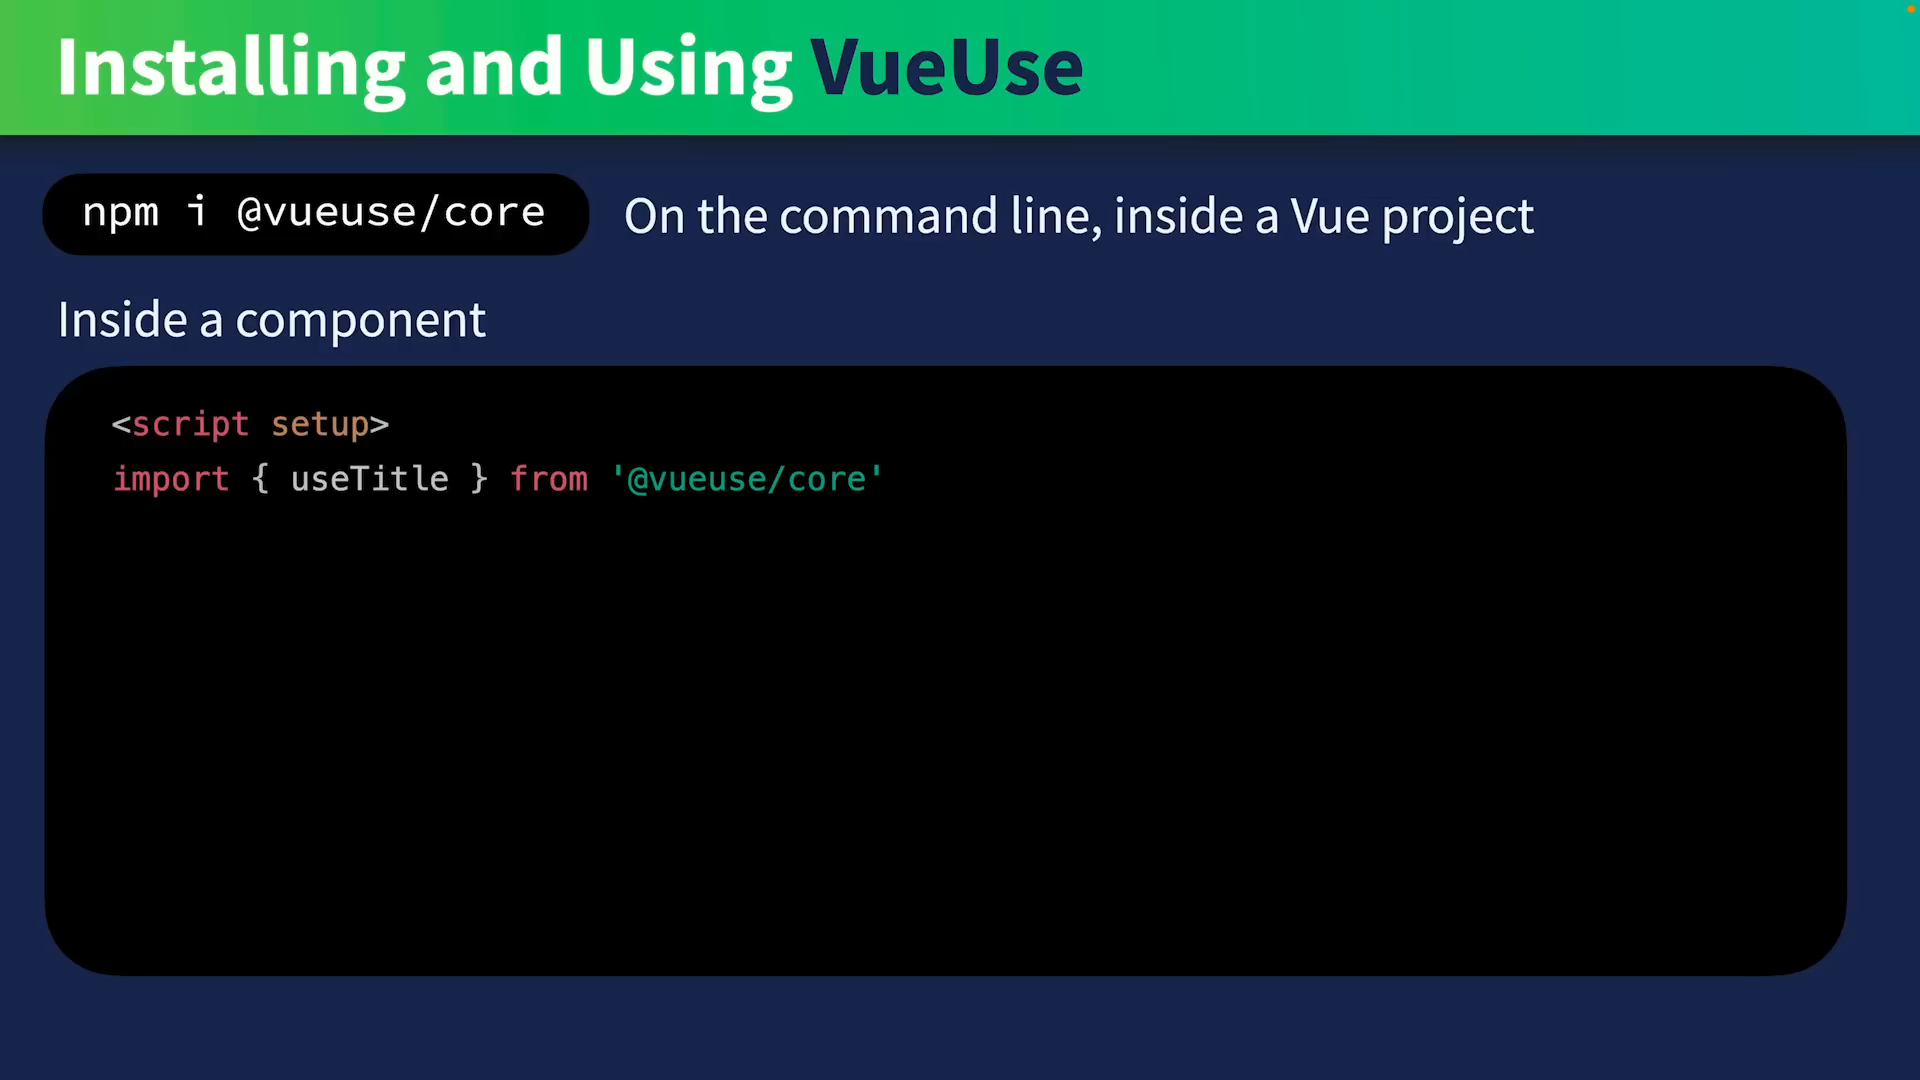 Installing and Using VueUse
npm i @vueuse/core On the command line, inside a Vue project
Inside a component
<script setup>
import { useTitle } from '@vueuse/core'